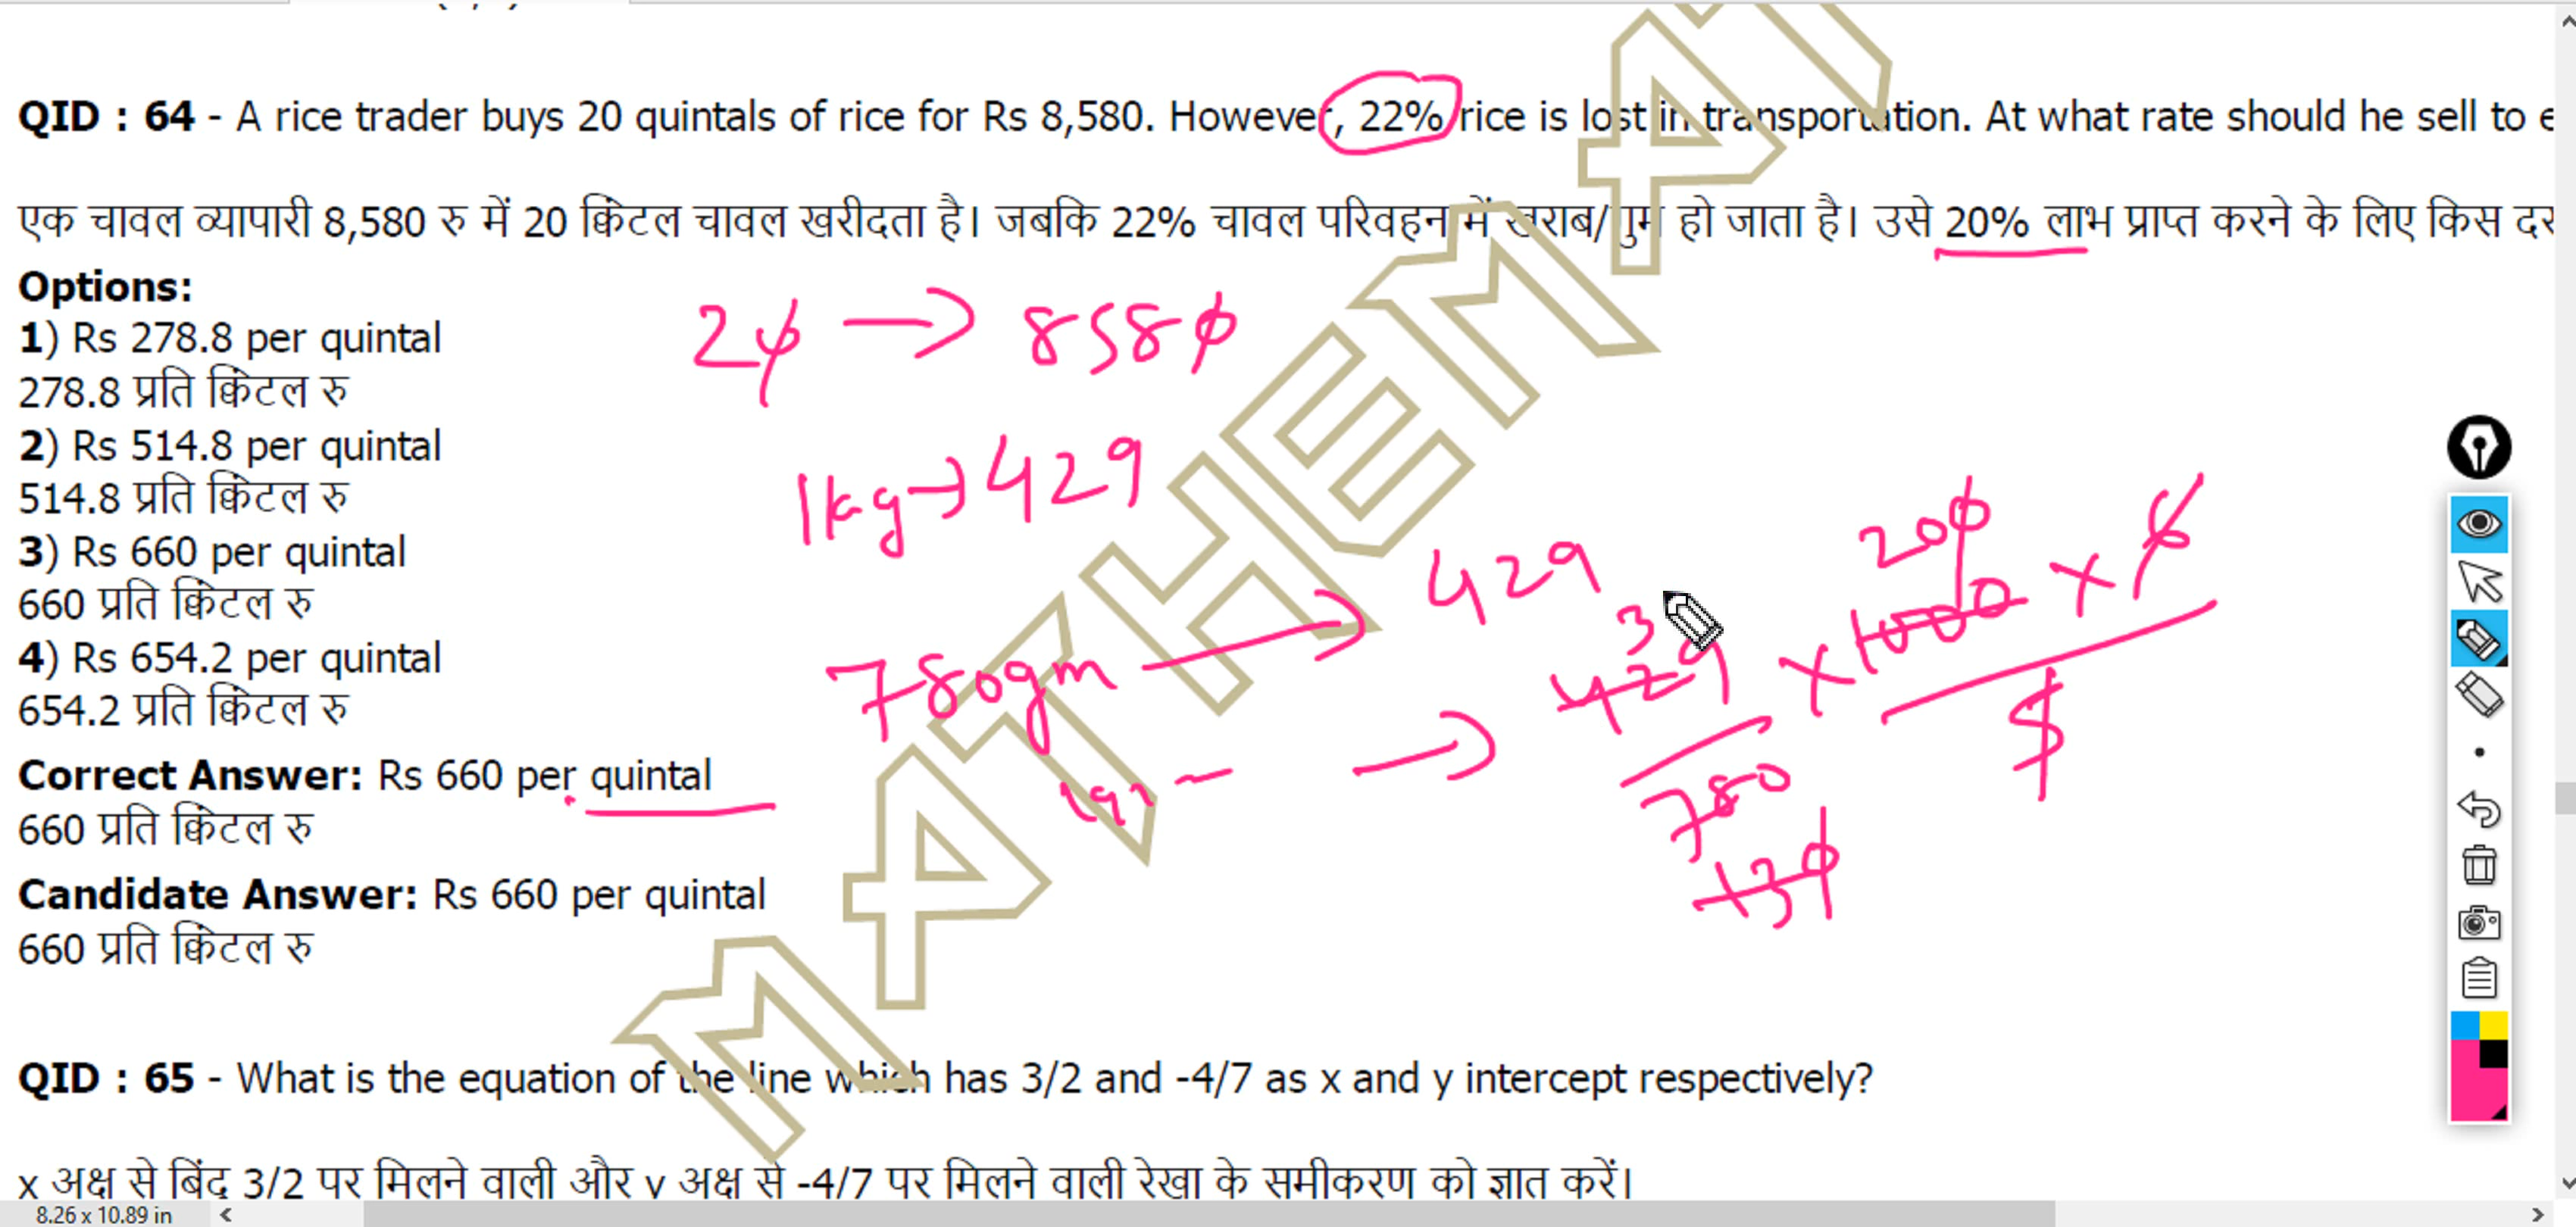 QID : 64 - A rice trader buys 20 quintals of rice for Rs 8,580. However, 22% rice is lost in transportation. At what rate should he sell to e
एक चावल व्यापारी 8,580 रु में 20 क्विंटल चावल खरीदता है। जबकि 22% चावल परिवहन में खराब/गुम हो जाता है। उसे 20% लाभ प्राप्त करने के लिए किस दर
Options:
1) Rs 278.8 per quintal
278.8 प्रति क्विंटल रु
2) Rs 514.8 per quintal
514.8 प्रति क्विंटल रु
3) Rs 660 per quintal
660 प्रति क्विंटल रु
4) Rs 654.2 per quintal
654.2 प्रति क्विंटल रु
Correct Answer: Rs 660 per quintal
660 प्रति क्विंटल रु
Candidate Answer: Rs 660 per quintal
660 प्रति क्विंटल रु
20 → 8580
1kg → 429
780gm → 429
→ 429 × 1000 × 6
3
200
780
5
130
QID : 65 - What is the equation of the line which has 3/2 and -4/7 as x and y intercept respectively?
x अक्ष से बिंदु 3/2 पर मिलने वाली और y अक्ष से -4/7 पर मिलने वाली रेखा के समीकरण को ज्ञात करें।
8.26 x 10.89 in